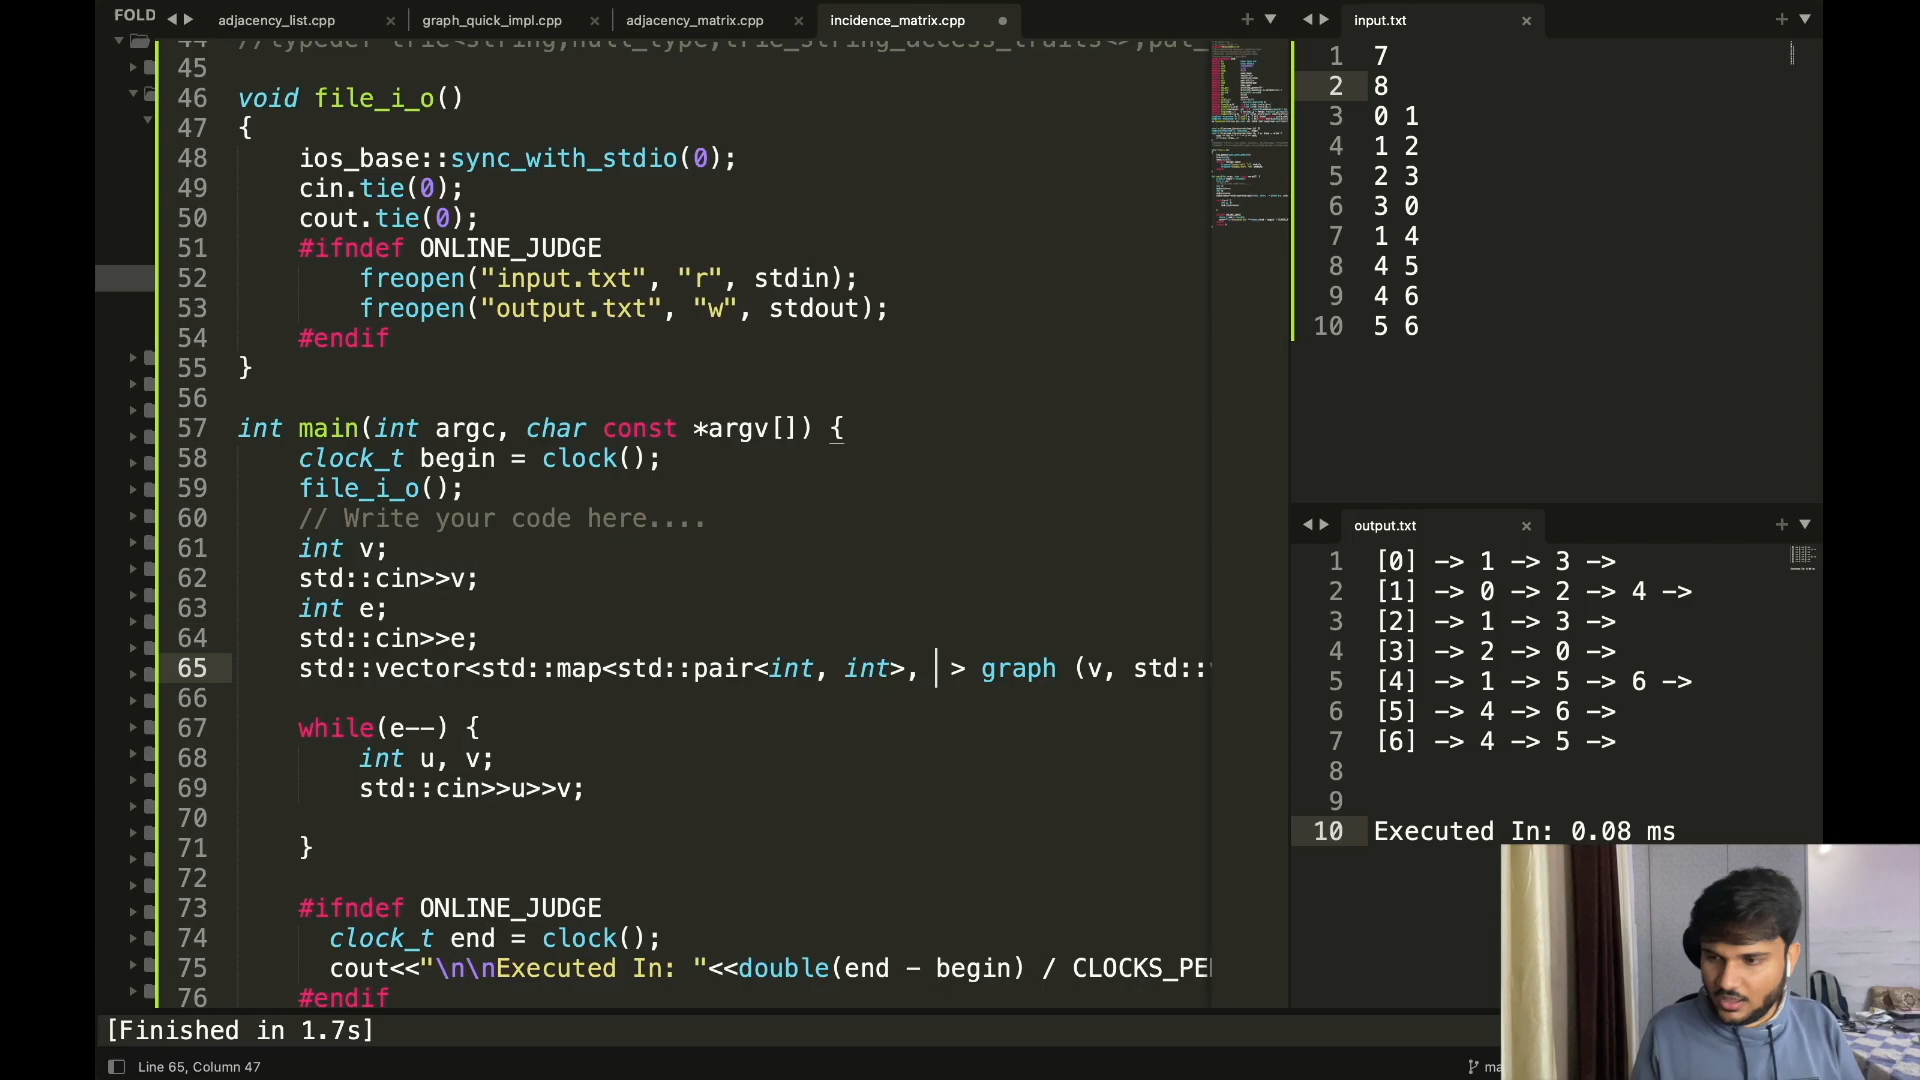 FOLD
adjacency_list.cpp
graph_quick_impl.cpp
adjacency_matrix.cpp
incidence_matrix.cpp
44
45
46 void file_i_o()
47 {
48 ios_base::sync_with_stdio(0);
49 cin.tie(0);
50 cout.tie(0);
51 #ifndef ONLINE_JUDGE
52 freopen("input.txt", "r", stdin);
53 freopen("output.txt", "w", stdout);
54 #endif
55 }
56
57 int main(int argc, char const *argv[]) {
58 clock_t begin = clock();
59 file_i_o();
60 // Write your code here....
61 int v;
62 std::cin>>v;
63 int e;
64 std::cin>>e;
65 std::vector<std::map<std::pair<int, int>,  > graph (v, std::
66
67 while(e--) {
68 int u, v;
69 std::cin>>u>>v;
70
71 }
72
73 #ifndef ONLINE_JUDGE
74 clock_t end = clock();
75 cout<<"\n\nExecuted In: "<<double(end - begin) / CLOCKS_PE
76 #endif
[Finished in 1.7s]
Line 65, Column 47
input.txt
1 7
2 8
3 0 1
4 1 2
5 2 3
6 3 0
7 1 4
8 4 5
9 4 6
10 5 6
output.txt
1 [0] -> 1 -> 3 ->
2 [1] -> 0 -> 2 -> 4 ->
3 [2] -> 1 -> 3 ->
4 [3] -> 2 -> 0 ->
5 [4] -> 1 -> 5 -> 6 ->
6 [5] -> 4 -> 6 ->
7 [6] -> 4 -> 5 ->
8
9
10 Executed In: 0.08 ms
ma